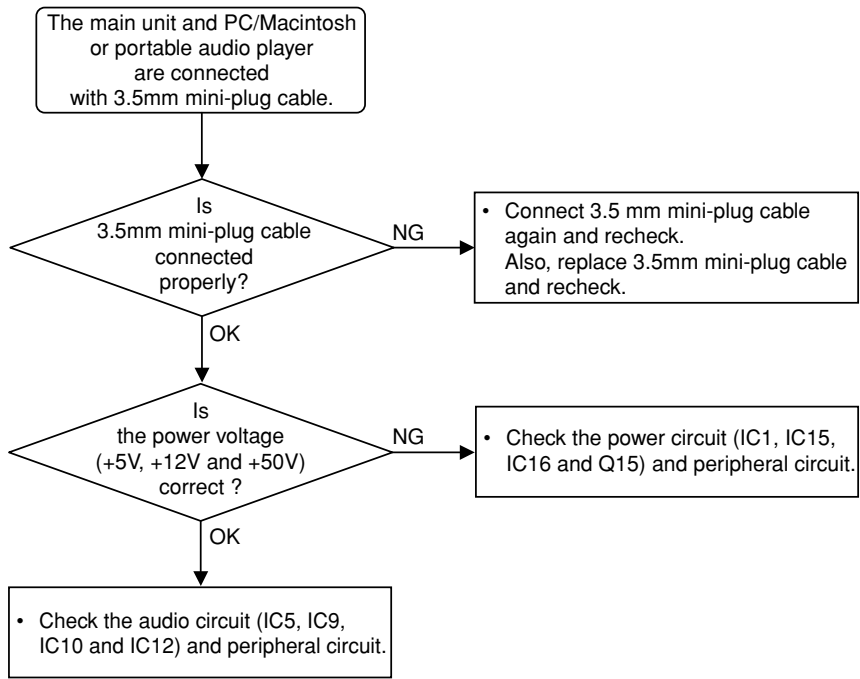 The main unit and PC/Macintosh
or portable audio player
are connected
with 3.5mm mini-plug cable.
Is
3.5mm mini-plug cable
connected
properly?
NG
• Connect 3.5 mm mini-plug cable
again and recheck.
Also, replace 3.5mm mini-plug cable
and recheck.
OK
Is
the power voltage
(+5V, +12V and +50V)
correct ?
NG
• Check the power circuit (IC1, IC15,
IC16 and Q15) and peripheral circuit.
OK
• Check the audio circuit (IC5, IC9,
IC10 and IC12) and peripheral circuit.